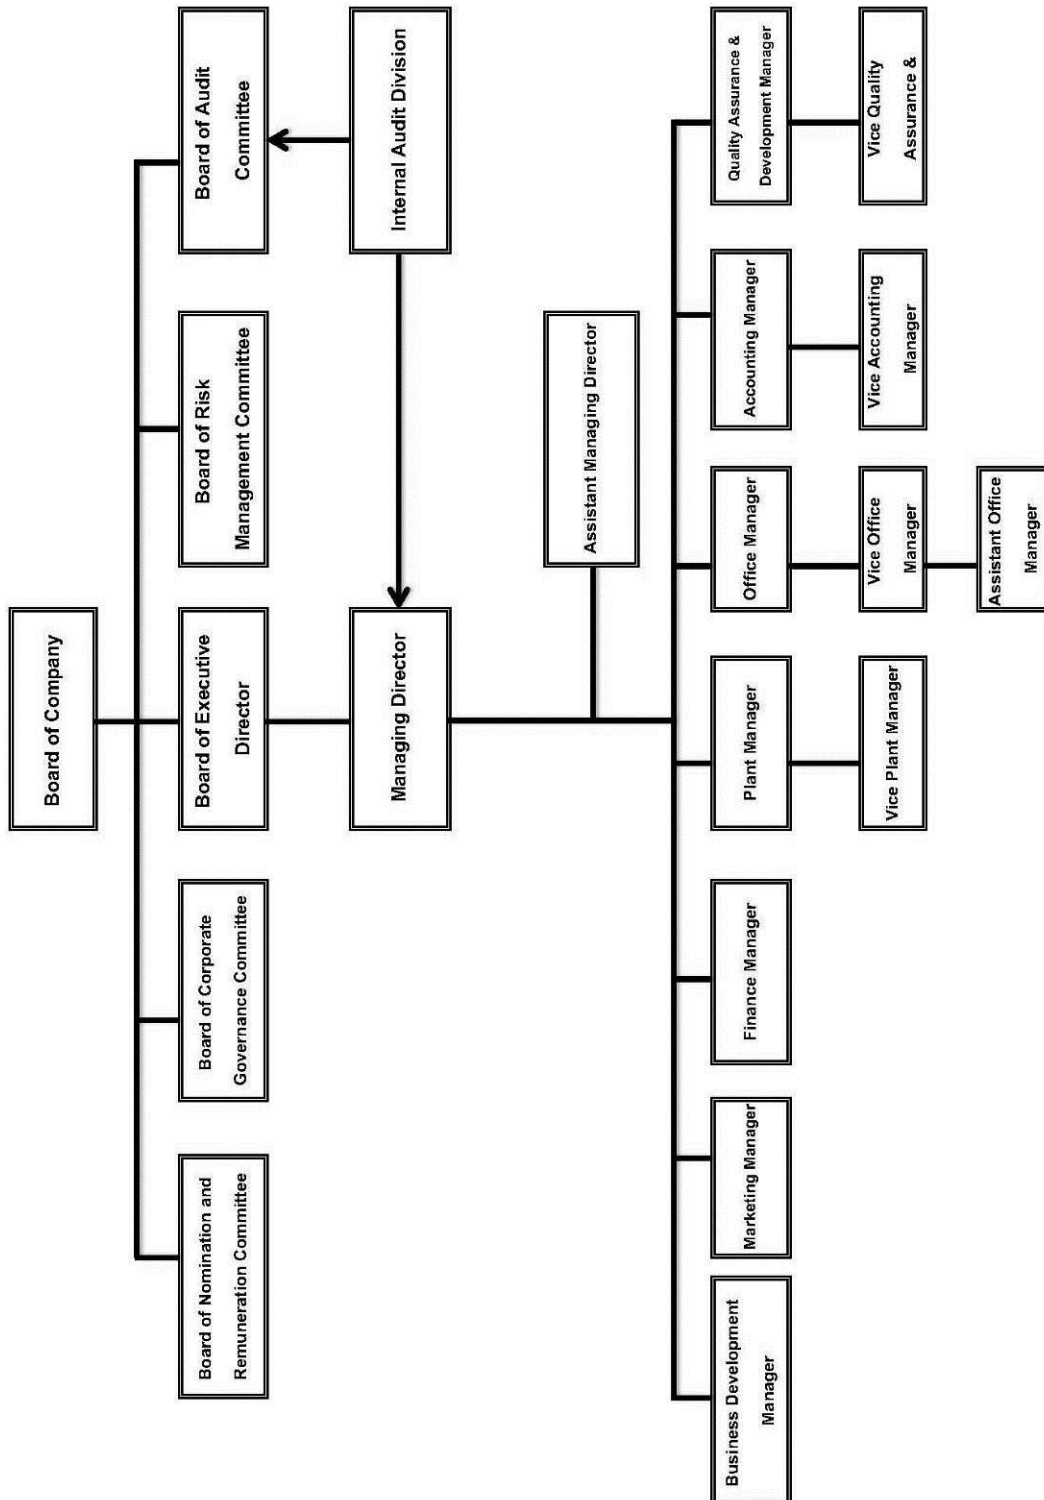 Board of Company
Board of Nomination and
Remuneration Committee
Board of Corporate
Governance Committee
Board of Executive
Director
Board of Risk
Management Committee
Board of Audit
Committee
Managing Director
Internal Audit Division
Assistant Managing Director
Business Development
Manager
Marketing Manager
Finance Manager
Plant Manager
Office Manager
Accounting Manager
Quality Assurance &
Development Manager
Vice Plant Manager
Vice Office
Manager
Vice Accounting
Manager
Vice Quality
Assurance &
Assistant Office
Manager